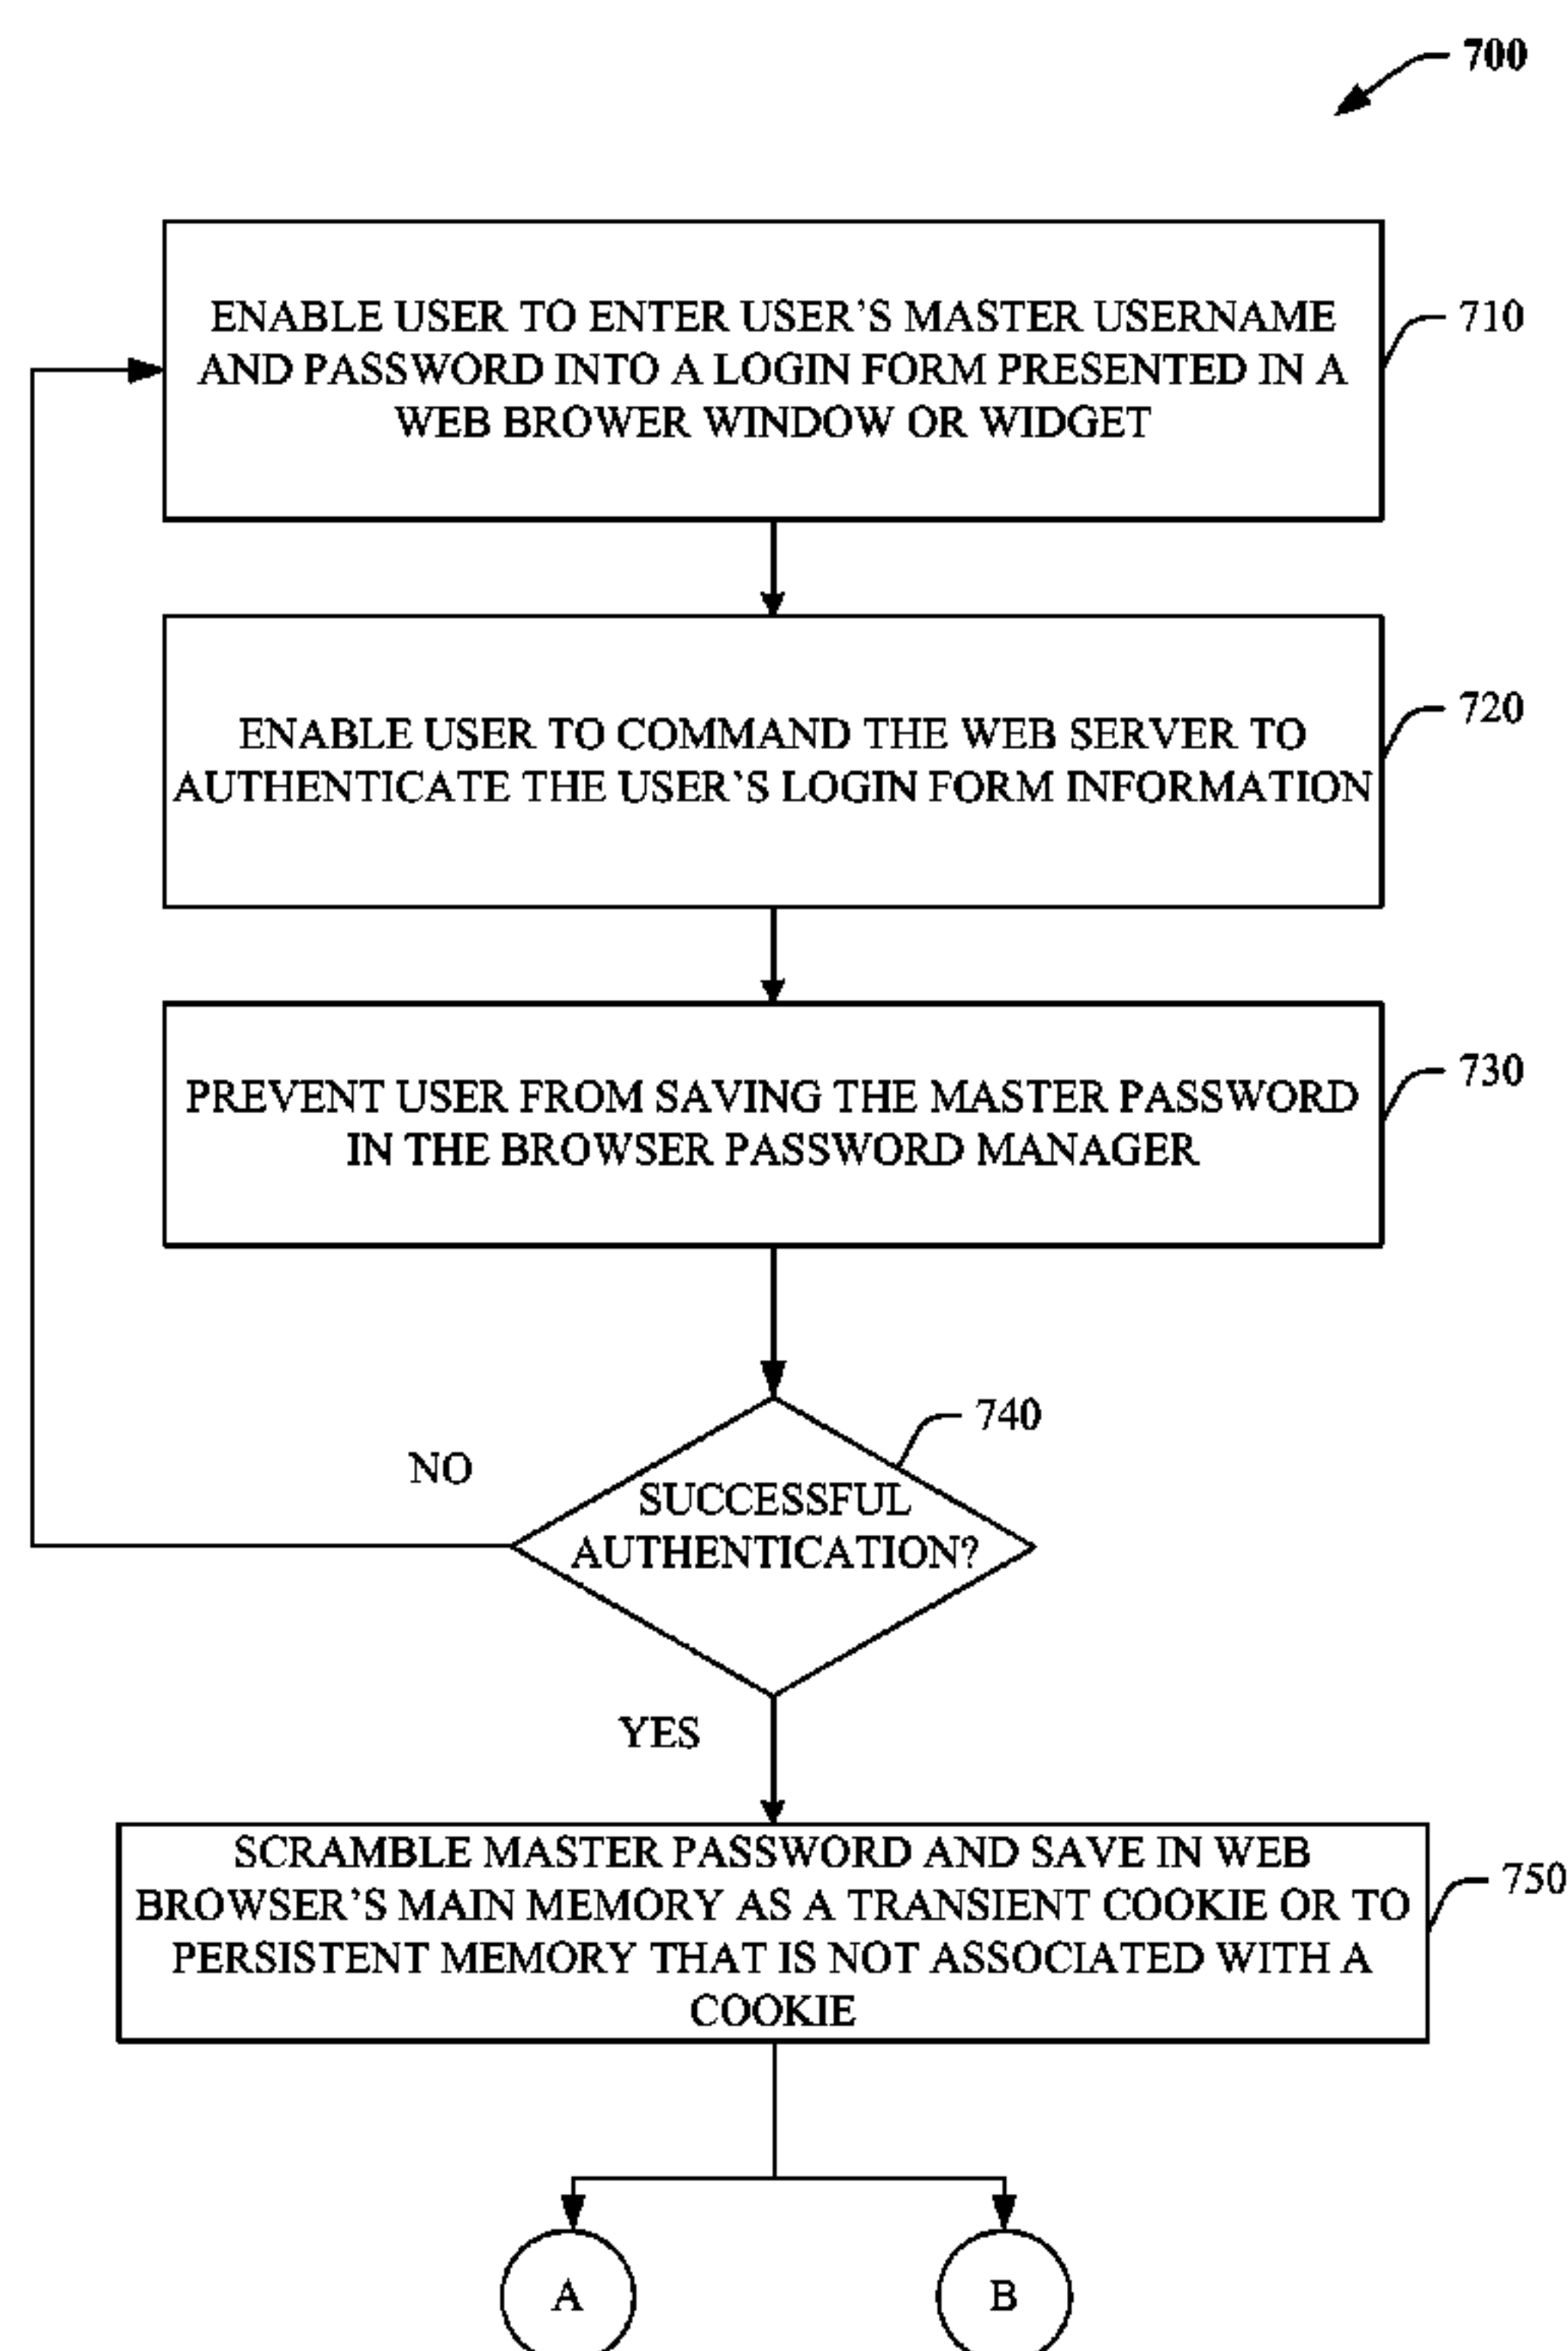 700
ENABLE USER TO ENTER USER'S MASTER USERNAME
AND PASSWORD INTO A LOGIN FORM PRESENTED IN A
WEB BROWER WINDOW OR WIDGET
710
ENABLE USER TO COMMAND THE WEB SERVER TO
AUTHENTICATE THE USER'S LOGIN FORM INFORMATION
720
PREVENT USER FROM SAVING THE MASTER PASSWORD
IN THE BROWSER PASSWORD MANAGER
730
740
NO
SUCCESSFUL
AUTHENTICATION?
YES
SCRAMBLE MASTER PASSWORD AND SAVE IN WEB
BROWSER'S MAIN MEMORY AS A TRANSIENT COOKIE OR TO
PERSISTENT MEMORY THAT IS NOT ASSOCIATED WITH A
COOKIE
750
A
B